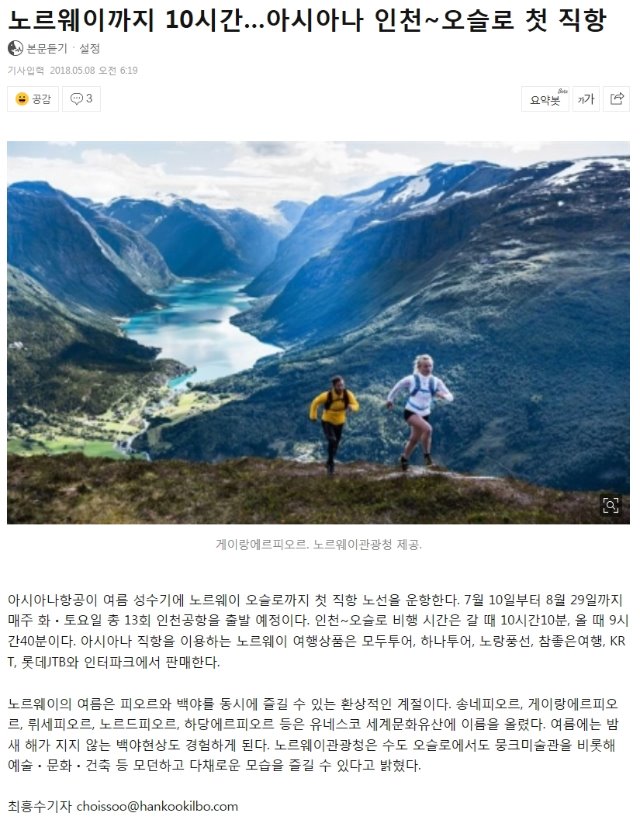 노르웨이까지 10시간…아시아나 인천~오슬로 첫 직항
본문듣기 · 설정
기사입력 2018.05.08 오전 6:19
공감
3
요약봇
Beta
가가
게이랑에르피오르. 노르웨이관광청 제공.
아시아나항공이 여름 성수기에 노르웨이 오슬로까지 첫 직항 노선을 운항한다. 7월 10일부터 8월 29일까지
매주 화·토요일 총 13회 인천공항을 출발 예정이다. 인천~오슬로 비행 시간은 갈 때 10시간10분, 올 때 9시
간40분이다. 아시아나 직항을 이용하는 노르웨이 여행상품은 모두투어, 하나투어, 노랑풍선, 참좋은여행, KR
T, 롯데JTB와 인터파크에서 판매한다.
노르웨이의 여름은 피오르와 백야를 동시에 즐길 수 있는 환상적인 계절이다. 송네피오르, 게이랑에르피오
르, 뤼세피오르, 노르드피오르, 하당에르피오르 등은 유네스코 세계문화유산에 이름을 올렸다. 여름에는 밤
새 해가 지지 않는 백야현상도 경험하게 된다. 노르웨이관광청은 수도 오슬로에서도 뭉크미술관을 비롯해
예술·문화·건축 등 모던하고 다채로운 모습을 즐길 수 있다고 밝혔다.
최흥수기자 choissoo@hankookilbo.com